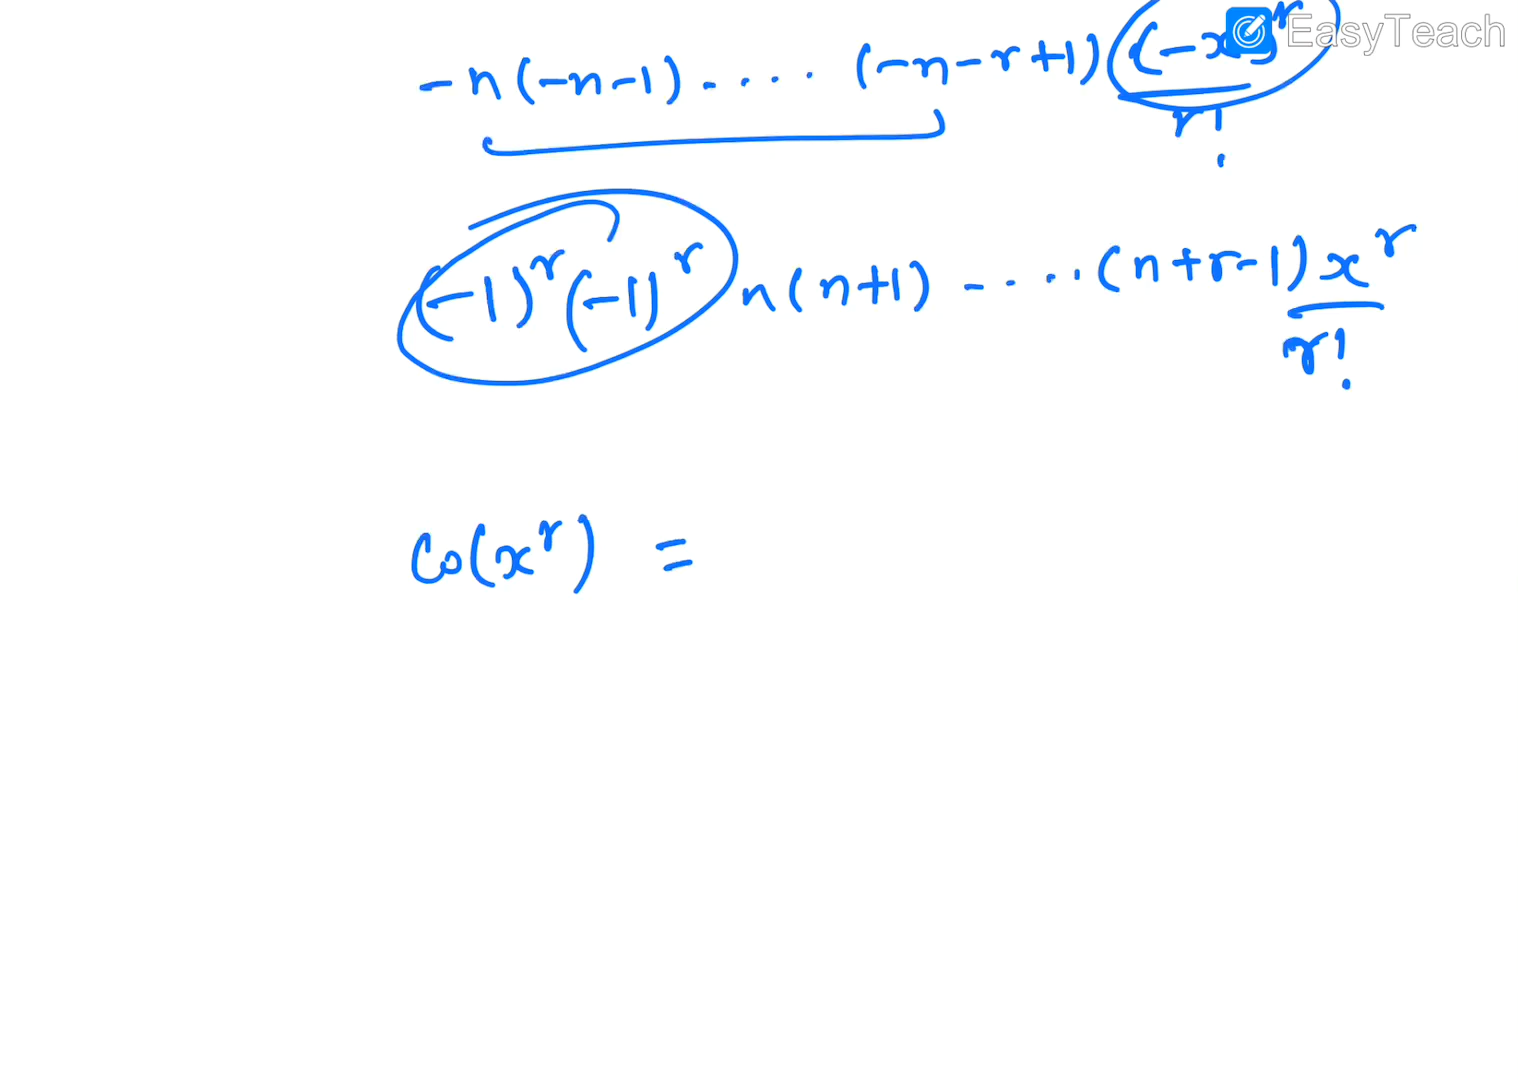 EasyTeach
-n(-n-1)..... (-n-r+1) (-x)^r
r!
(-1)^r (-1)^r n(n+1) -....(n+r-1) x^r
r!
Co(x^r) =